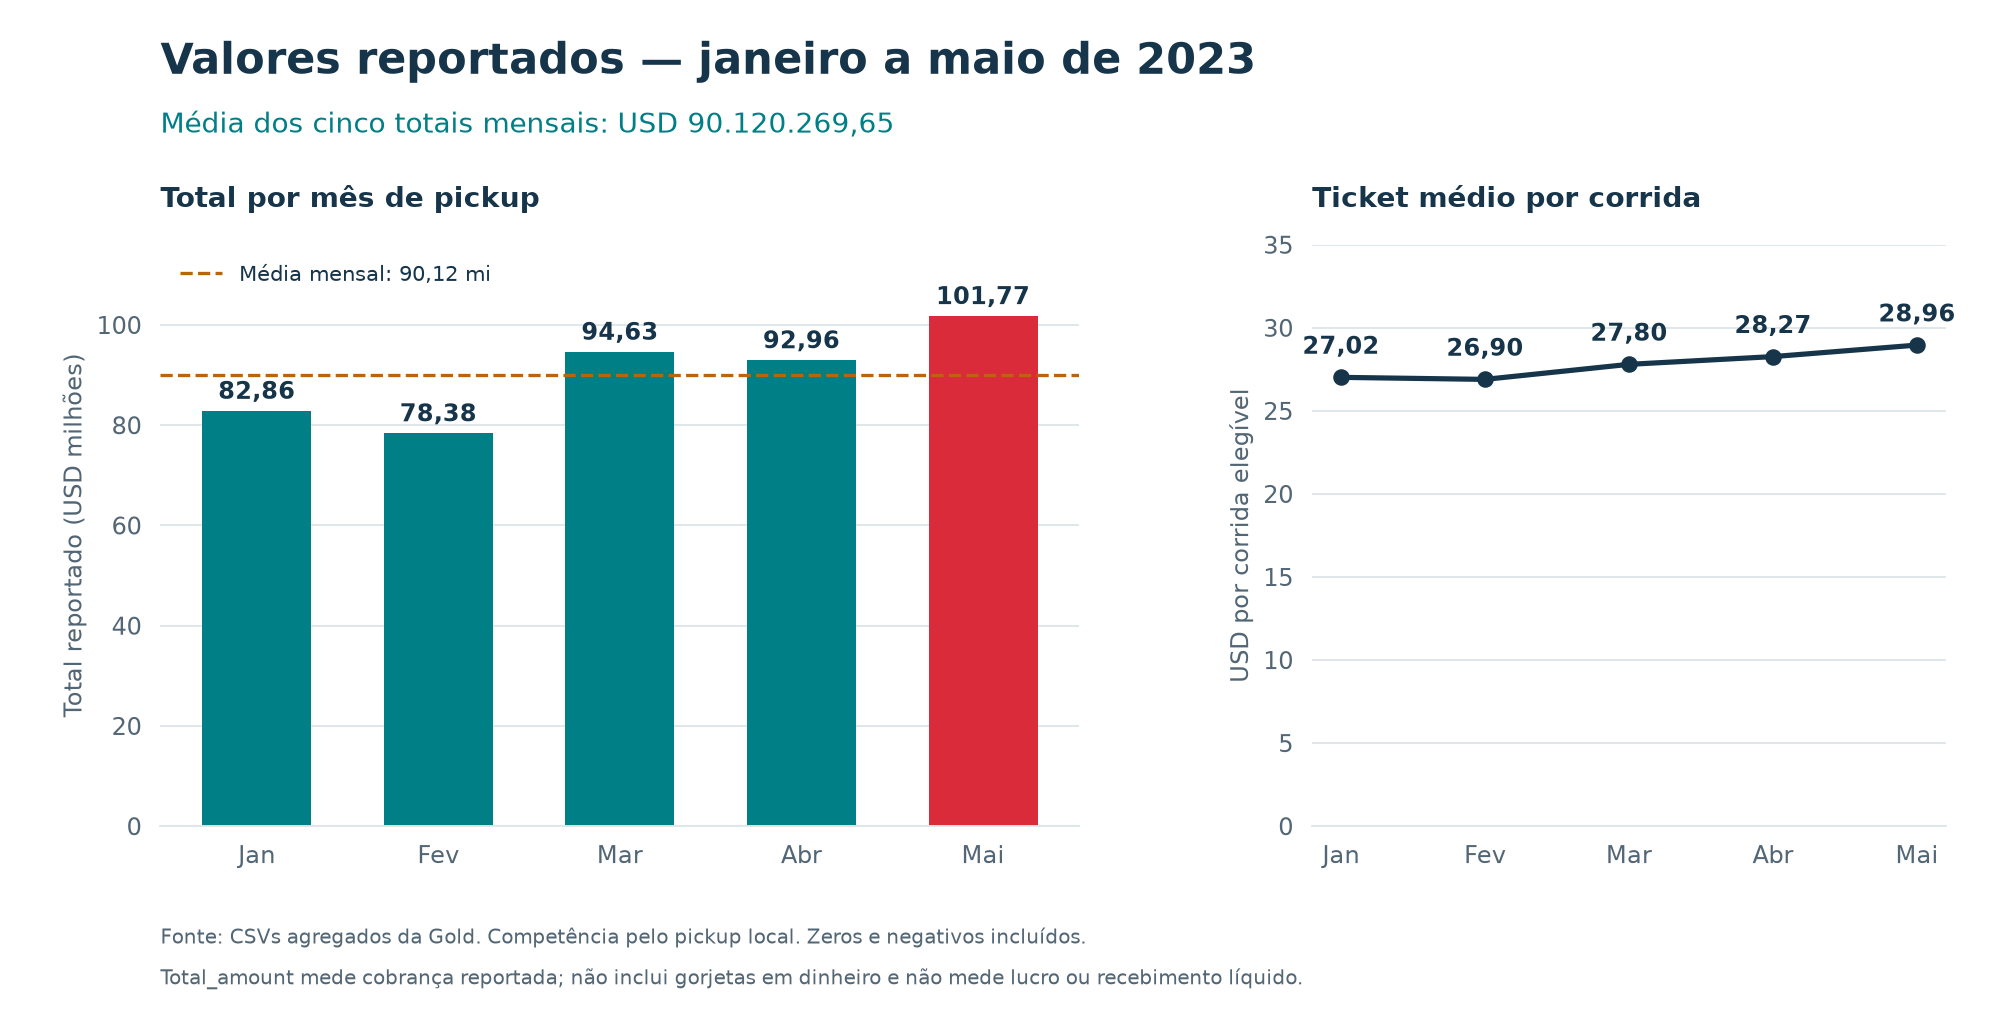 Valores reportados — janeiro a maio de 2023
Média dos cinco totais mensais: USD 90.120.269,65
Total por mês de pickup
Média mensal: 90,12 mi
Total reportado (USD milhões)
100
80
60
40
20
0
82,86
78,38
94,63
92,96
101,77
Jan
Fev
Mar
Abr
Mai
Ticket médio por corrida
USD por corrida elegível
35
30
25
20
15
10
5
0
27,02
26,90
27,80
28,27
28,96
Jan
Fev
Mar
Abr
Mai
Fonte: CSVs agregados da Gold. Competência pelo pickup local. Zeros e negativos incluídos.
Total_amount mede cobrança reportada; não inclui gorjetas em dinheiro e não mede lucro ou recebimento líquido.